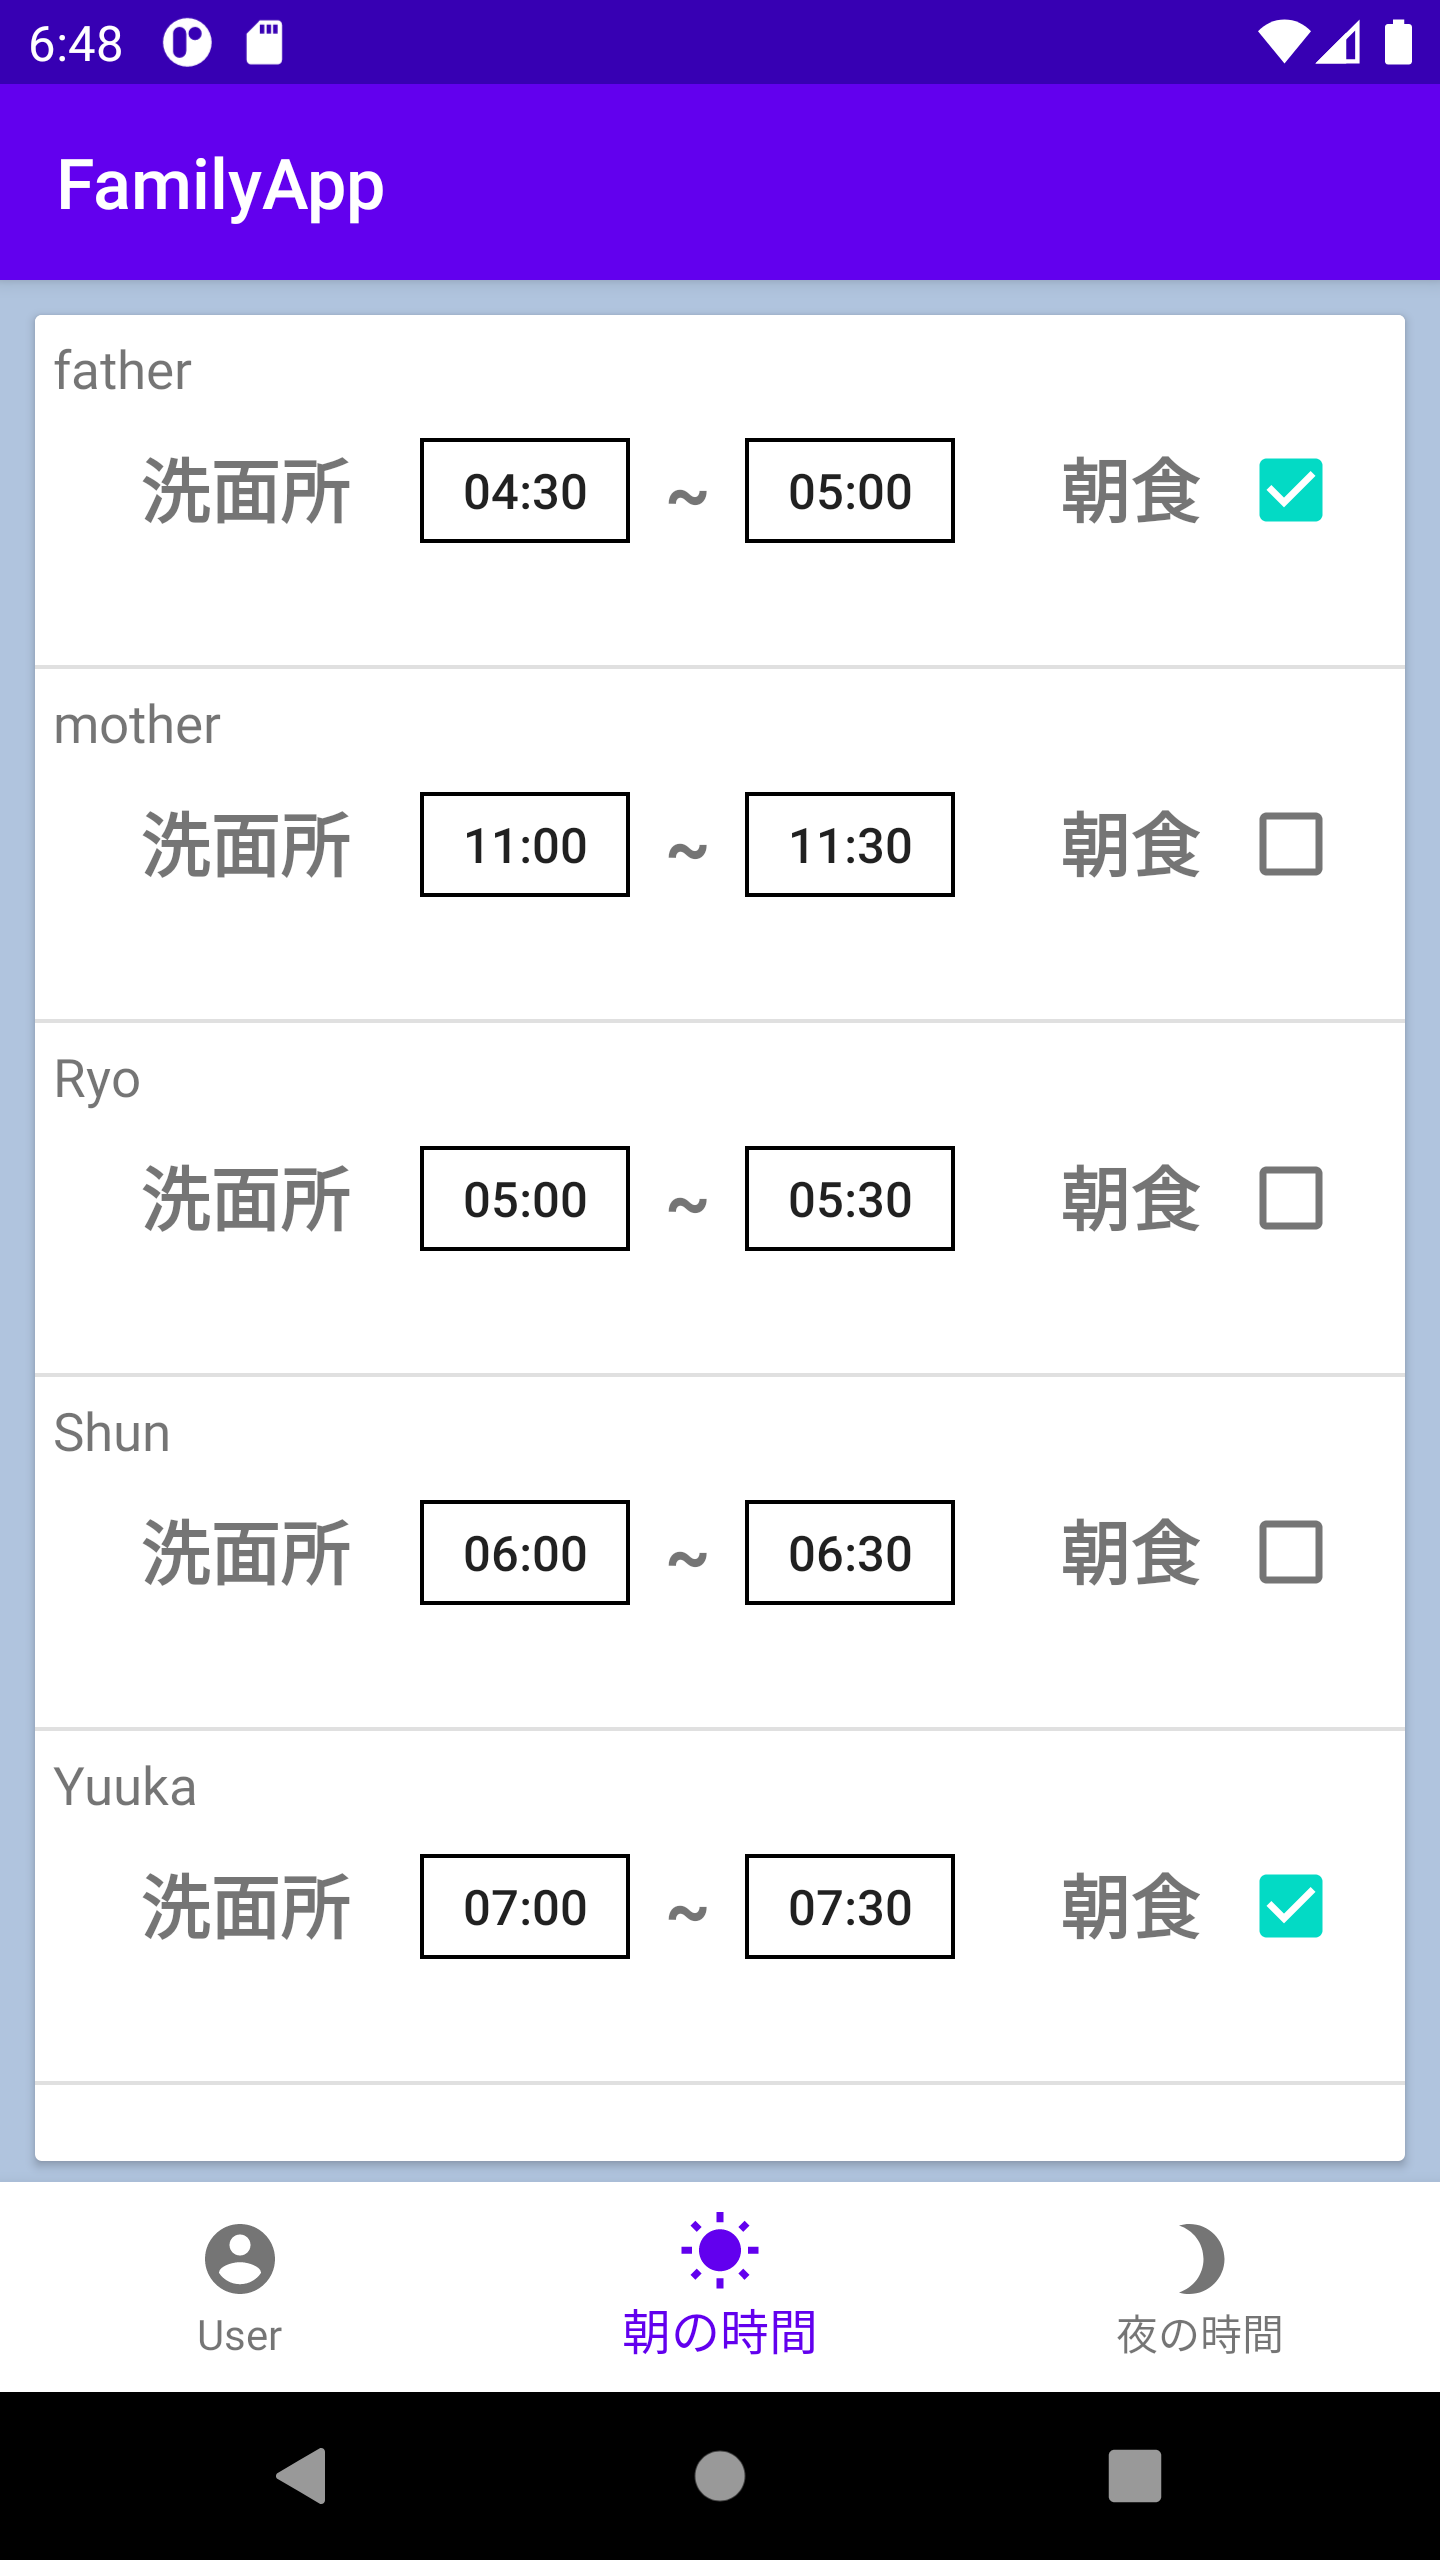 6:48
FamilyApp
father
洗面所 04:30 ~ 05:00 朝食
mother
洗面所 11:00 ~ 11:30 朝食
Ryo
洗面所 05:00 ~ 05:30 朝食
Shun
洗面所 06:00 ~ 06:30 朝食
Yuuka
洗面所 07:00 ~ 07:30 朝食
User 朝の時間 夜の時間